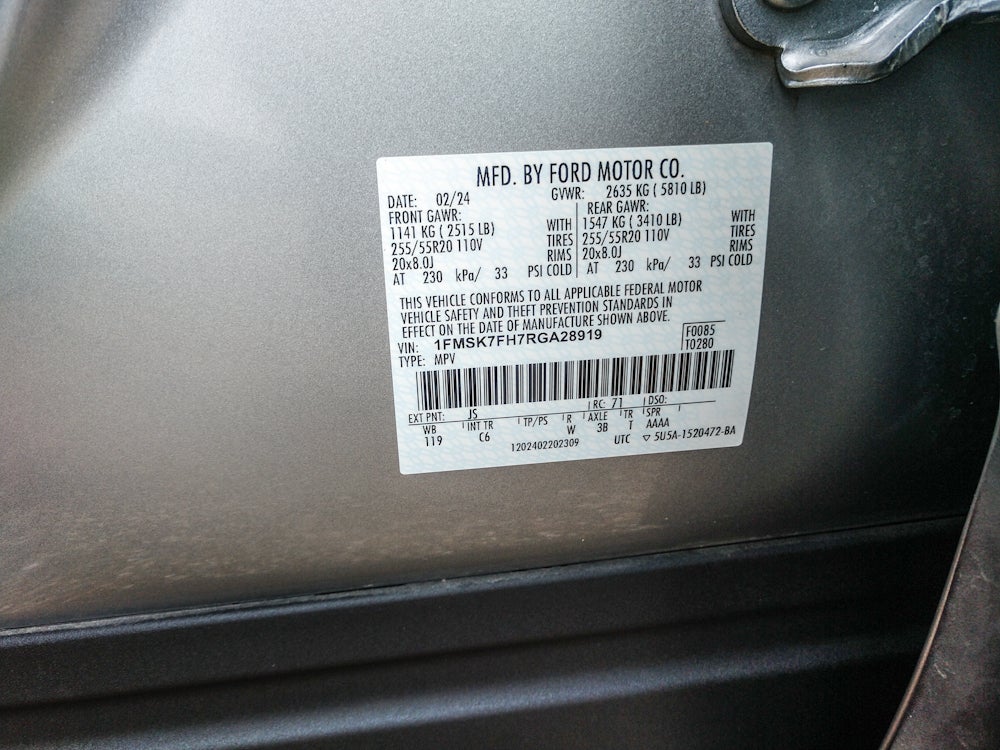 MFD. BY FORD MOTOR CO.
DATE: 02/24 GVWR: 2635 KG ( 5810 LB)
FRONT GAWR: REAR GAWR:
1141 KG ( 2515 LB) WITH 1547 KG ( 3410 LB) WITH
255/55R20 110V TIRES 255/55R20 110V TIRES
20x8.0J RIMS 20x8.0J RIMS
AT 230 kPa/ 33 PSI COLD AT 230 kPa/ 33 PSI COLD
THIS VEHICLE CONFORMS TO ALL APPLICABLE FEDERAL MOTOR
VEHICLE SAFETY AND THEFT PREVENTION STANDARDS IN
EFFECT ON THE DATE OF MANUFACTURE SHOWN ABOVE.
VIN: 1FMSK7FH7RGA28919 F0085
TYPE: MPV T0280
EXT PNT: JS RC: 71 DSO:
WB INT TR TP/PS R AXLE TR SPR
119 C6 W 3B T AAAA
1202402202309 UTC ▽ 5U5A-1520472-BA